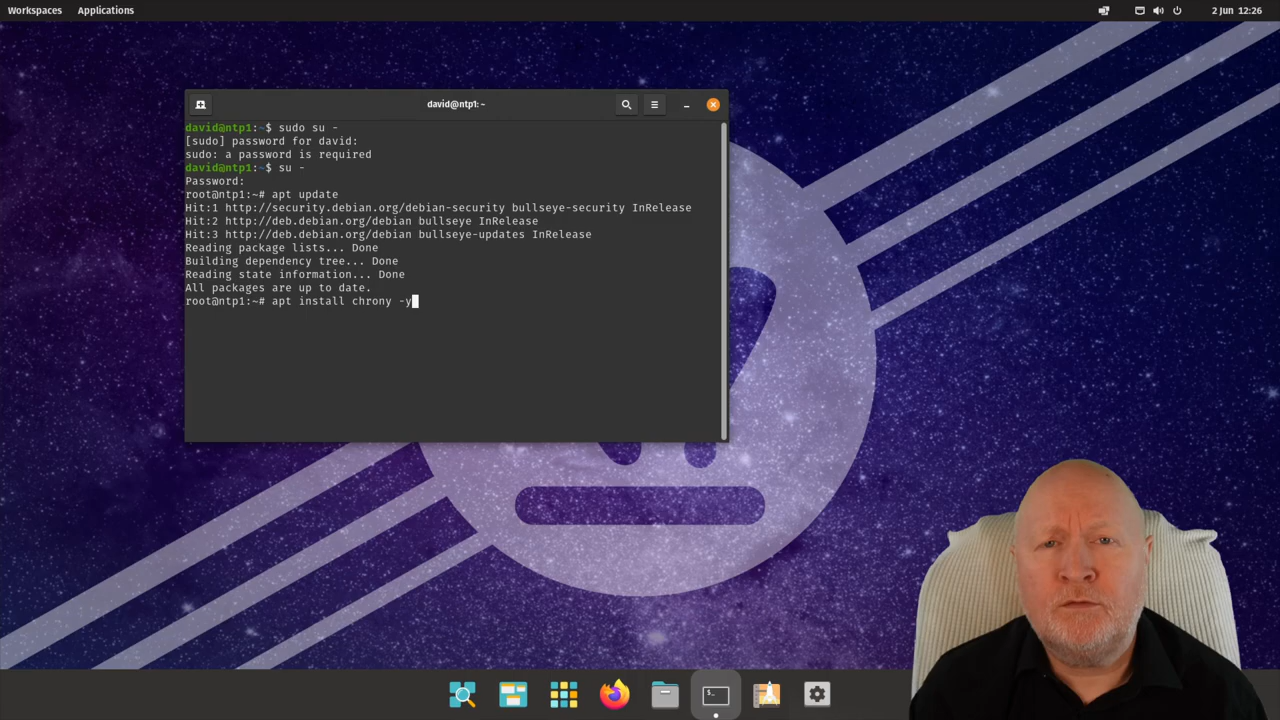 Workspaces Applications 2 Jun 12:26
david@ntp1: ~
david@ntp1:~$ sudo su -
[sudo] password for david:
sudo: a password is required
david@ntp1:~$ su -
Password:
root@ntp1:~# apt update
Hit:1 http://security.debian.org/debian-security bullseye-security InRelease
Hit:2 http://deb.debian.org/debian bullseye InRelease
Hit:3 http://deb.debian.org/debian bullseye-updates InRelease
Reading package lists... Done
Building dependency tree... Done
Reading state information... Done
All packages are up to date.
root@ntp1:~# apt install chrony -y
$_